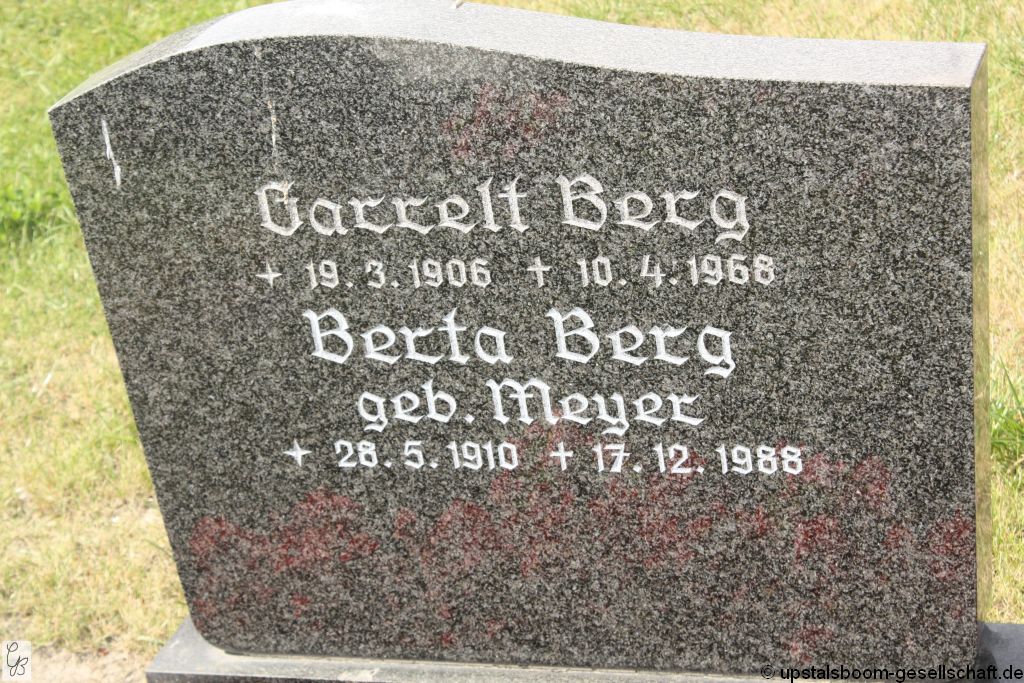 Garrelt Berg
+ 19.3.1906 † 10.4.1968
Berta Berg
geb. Meyer
+ 28.5.1910 † 17.12.1988
GB
© upstalsboom-gesellschaft.de